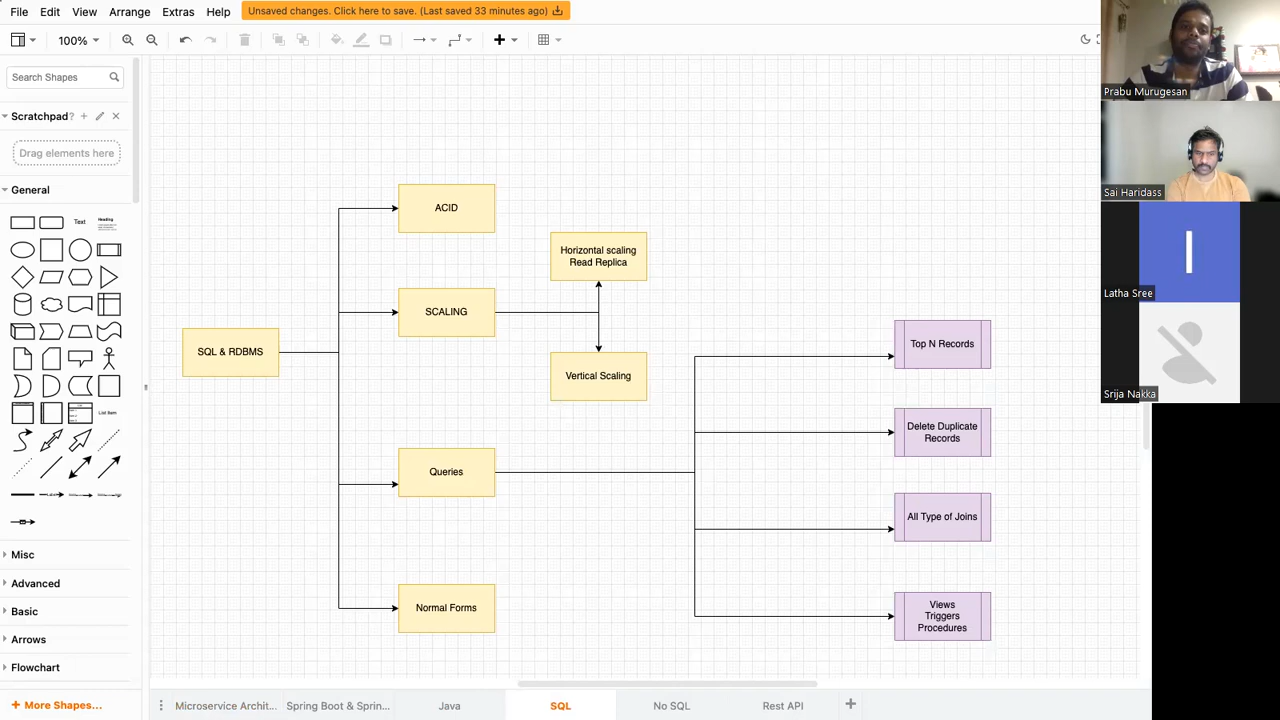 File Edit View Arrange Extras Help
Unsaved changes. Click here to save. (Last saved 33 minutes ago)
100%
Search Shapes
Scratchpad ?
Drag elements here
General
Text
Heading
List Item
Misc
Advanced
Basic
Arrows
Flowchart
+ More Shapes...
SQL & RDBMS
ACID
SCALING
Horizontal scaling
Read Replica
Vertical Scaling
Queries
Normal Forms
Top N Records
Delete Duplicate
Records
All Type of Joins
Views
Triggers
Procedures
Microservice Archit... Spring Boot & Sprin... Java SQL No SQL Rest API
Prabu Murugesan
Sai Haridass
I
Latha Sree
Srija Nakka